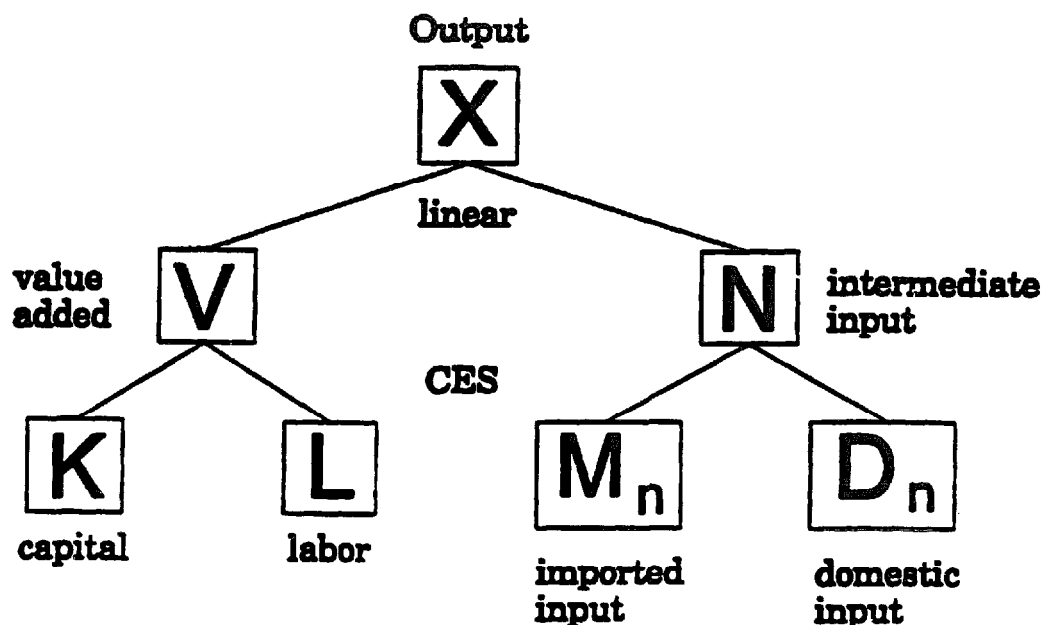 Output
X
linear
V
N
value
added
intermediate
input
CES
K
L
Mn
Dn
capital
labor
imported
input
domestic
input